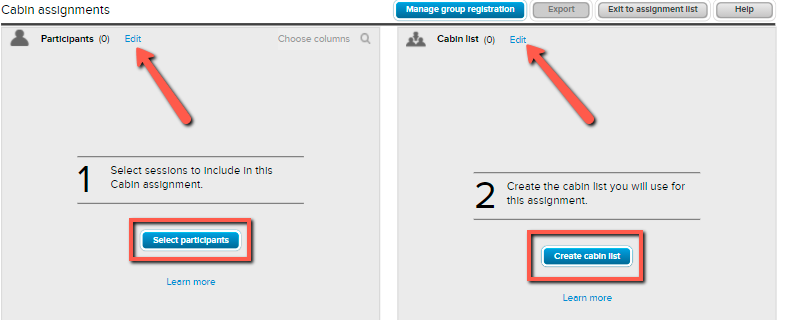 Cabin assignments
Manage group registration
Export
Exit to assignment list
Help
Participants (0) Edit
Choose columns
Cabin list (0) Edit
1
Select sessions to include in this
Cabin assignment.
Select participants
Learn more
2
Create the cabin list you will use for
this assignment.
Create cabin list
Learn more